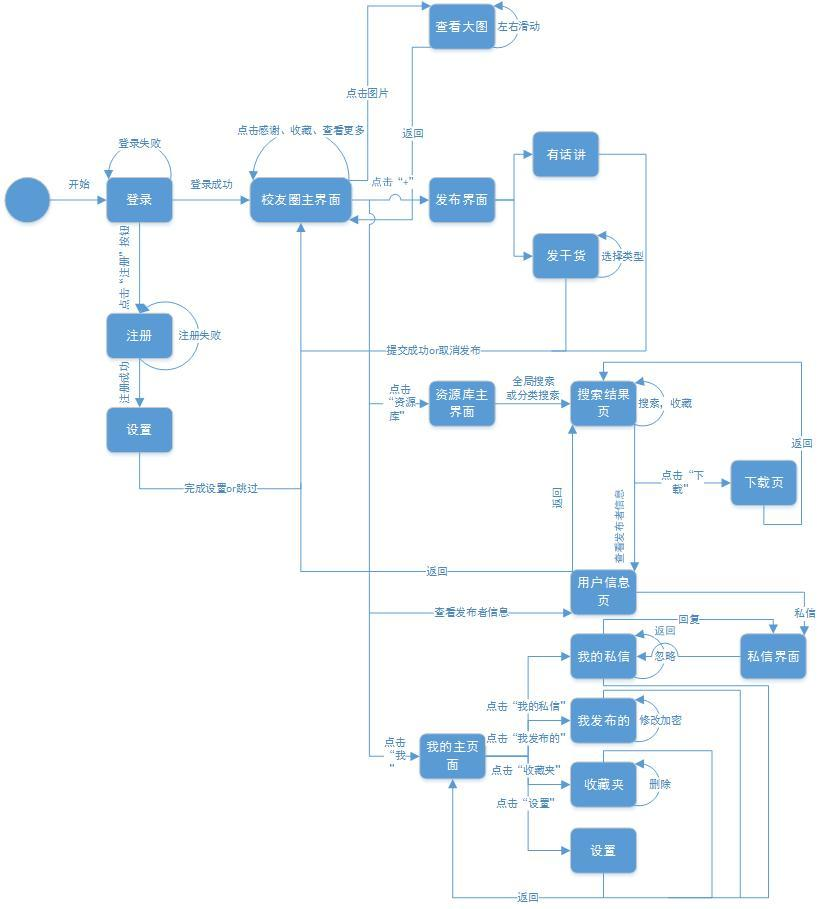 查看大图
左右滑动
点击图片
点击感谢、收藏、查看更多
返回
登录失败
有话讲
开始
登录
登录成功
校友圈主界面
点击“+”
发布界面
点击“注册”按钮
发干货
选择类型
注册
注册失败
提交成功or取消发布
注册成功
点击
“资源
库”
资源库主
界面
全局搜索
或分类搜索
搜索结果
页
搜索，收藏
设置
返回
完成设置or跳过
点击“下
载”
下载页
返回
查看发布者信息
返回
用户信息
页
查看发布者信息
私信
回复
返回
我的私信
忽略
私信界面
点击“我的私信”
我发布的
修改加密
点击“我发布的”
点击
“我
”
我的主页
面
点击“收藏夹”
收藏夹
删除
点击“设置”
设置
返回